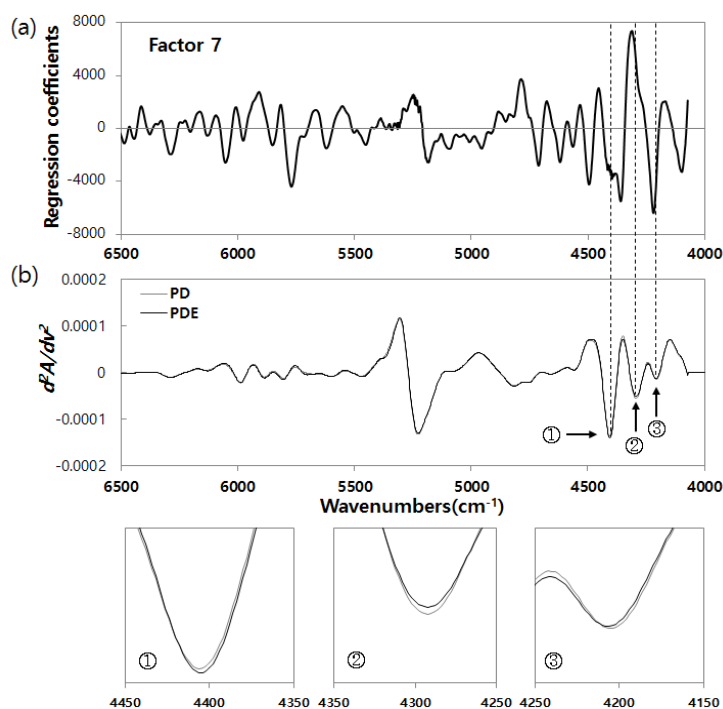 (a)
Factor 7
Regression coefficients
8000
4000
0
-4000
-8000
6500 6000 5500 5000 4500 4000
(b)
PD
PDE
d²A/dν²
0.0002
0.0001
0
-0.0001
-0.0002
① ② ③
6500 6000 5500 5000 4500 4000
Wavenumbers(cm⁻¹)
① ② ③
4450 4400 4350 4350 4300 4250 4250 4200 4150